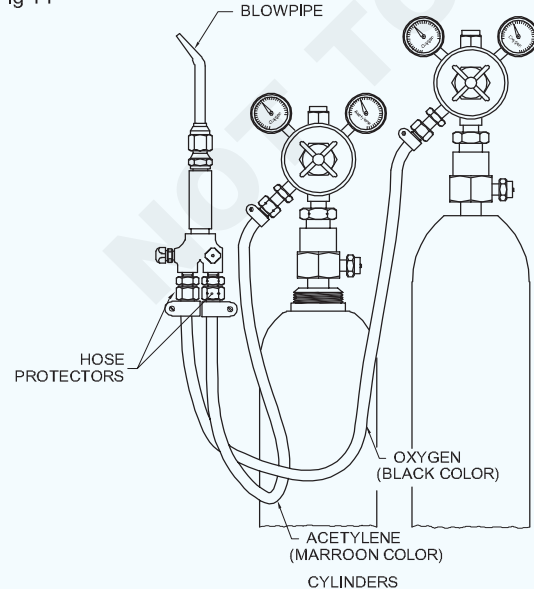 BLOWPIPE
HOSE
PROTECTORS
OXYGEN
(BLACK COLOR)
ACETYLENE
(MARROON COLOR)
CYLINDERS